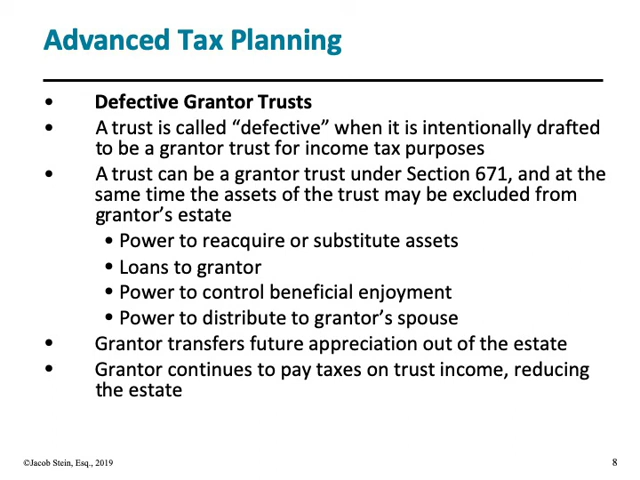 Advanced Tax Planning
• Defective Grantor Trusts
• A trust is called “defective” when it is intentionally drafted
to be a grantor trust for income tax purposes
• A trust can be a grantor trust under Section 671, and at the
same time the assets of the trust may be excluded from
grantor’s estate
• Power to reacquire or substitute assets
• Loans to grantor
• Power to control beneficial enjoyment
• Power to distribute to grantor’s spouse
• Grantor transfers future appreciation out of the estate
• Grantor continues to pay taxes on trust income, reducing
the estate
©Jacob Stein, Esq., 2019
8